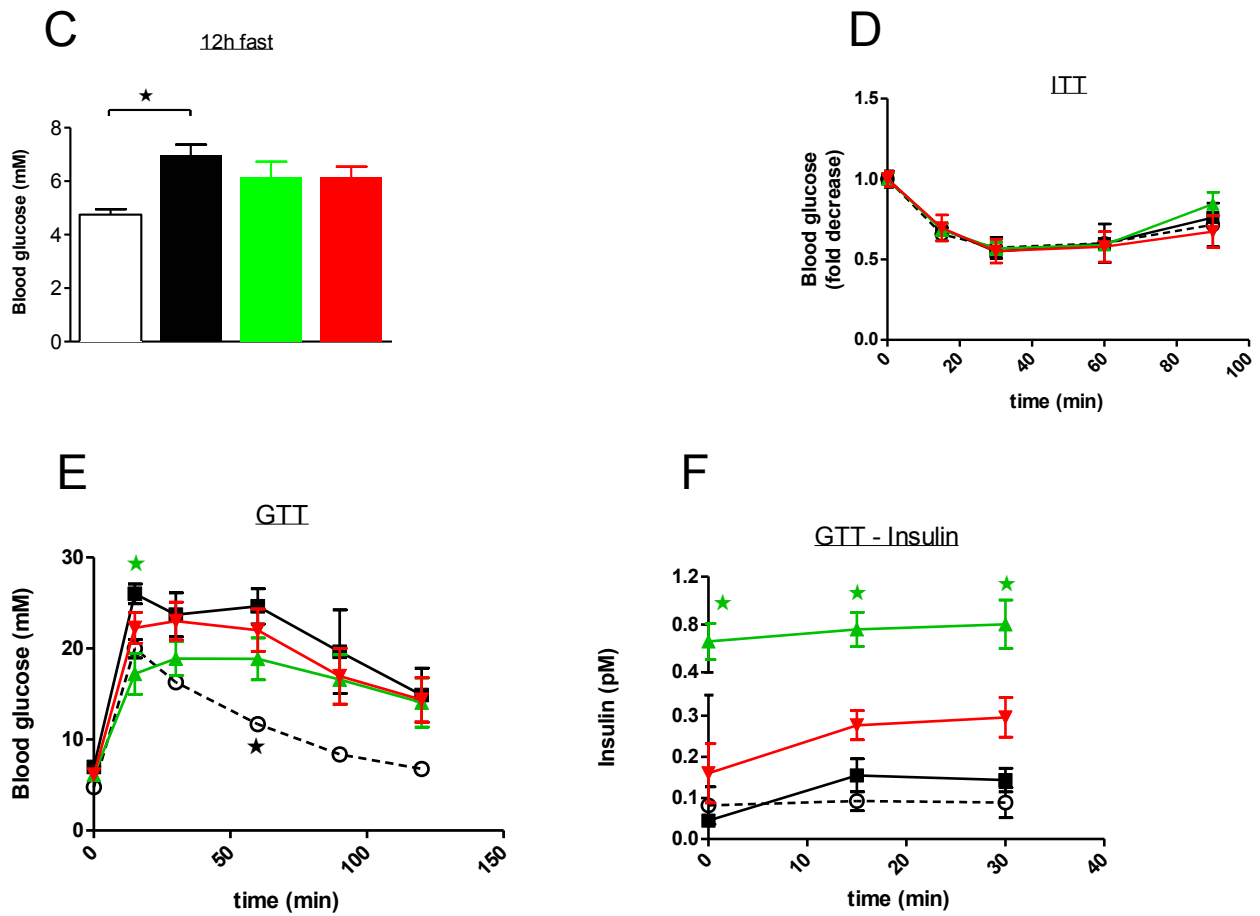 C
12h fast
★
Blood glucose (mM)
8
6
4
2
0
D
ITT
Blood glucose
(fold decrease)
1.5
1.0
0.5
0.0
0 20 40 60 80 100
time (min)
E
GTT
★
★
Blood glucose (mM)
30
20
10
0
0 50 100 150
time (min)
F
GTT - Insulin
★ ★ ★
Insulin (pM)
1.2
0.8
0.4
0.3
0.2
0.1
0.0
0 10 20 30 40
time (min)